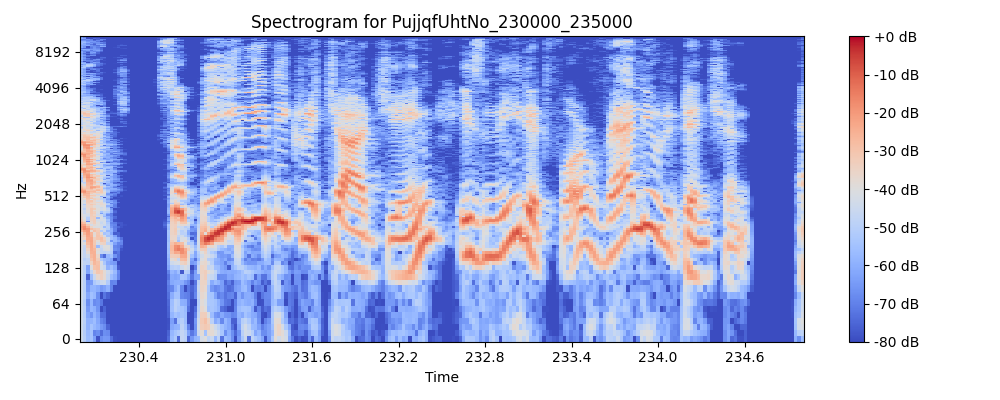 Spectrogram for PujjqfUhtNo_230000_235000
8192
4096
2048
1024
512
256
128
64
0
Hz
230.4 231.0 231.6 232.2 232.8 233.4 234.0 234.6
Time
+0 dB
-10 dB
-20 dB
-30 dB
-40 dB
-50 dB
-60 dB
-70 dB
-80 dB